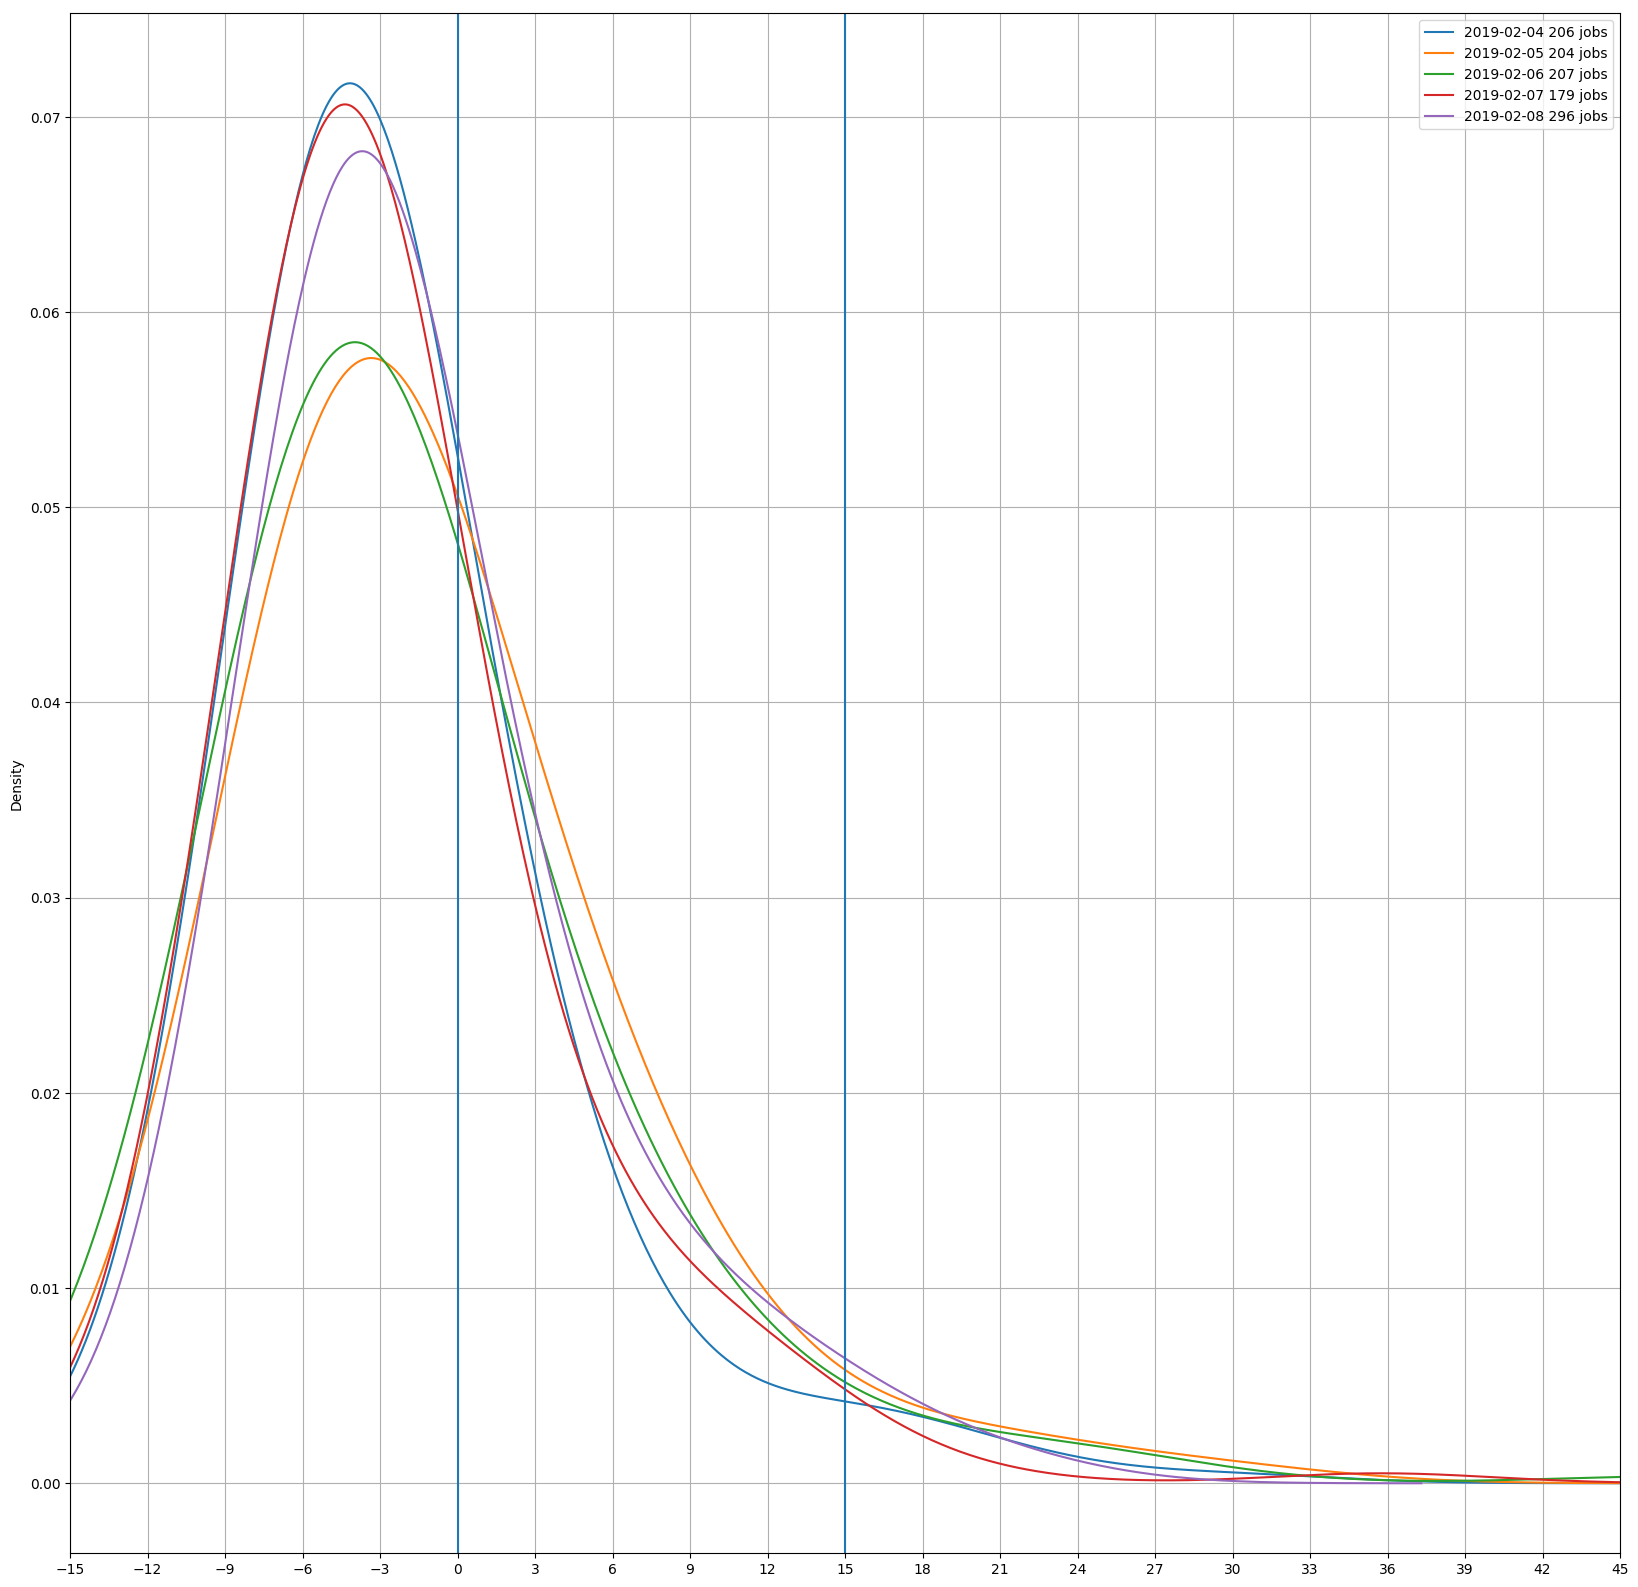 2019-02-04 206 jobs
2019-02-05 204 jobs
2019-02-06 207 jobs
2019-02-07 179 jobs
2019-02-08 296 jobs
0.07
0.06
0.05
0.04
Density
0.03
0.02
0.01
0.00
−15 −12 −9 −6 −3 0 3 6 9 12 15 18 21 24 27 30 33 36 39 42 45